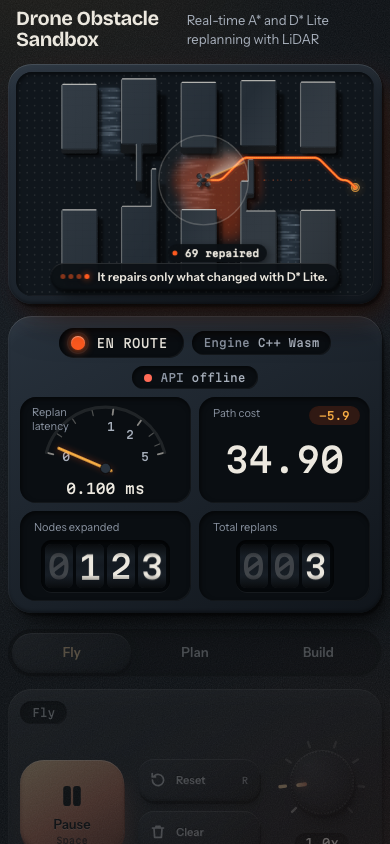 Drone Obstacle
Sandbox
Real-time A* and D* Lite
replanning with LiDAR
69 repaired
It repairs only what changed with D* Lite.
EN ROUTE
Engine C++ Wasm
API offline
Replan
latency
0
1
2
5
0.100 ms
Path cost
−5.9
34.90
Nodes expanded
0123
Total replans
003
Fly
Plan
Build
Fly
Pause
Space
Reset
R
Clear
1.0x